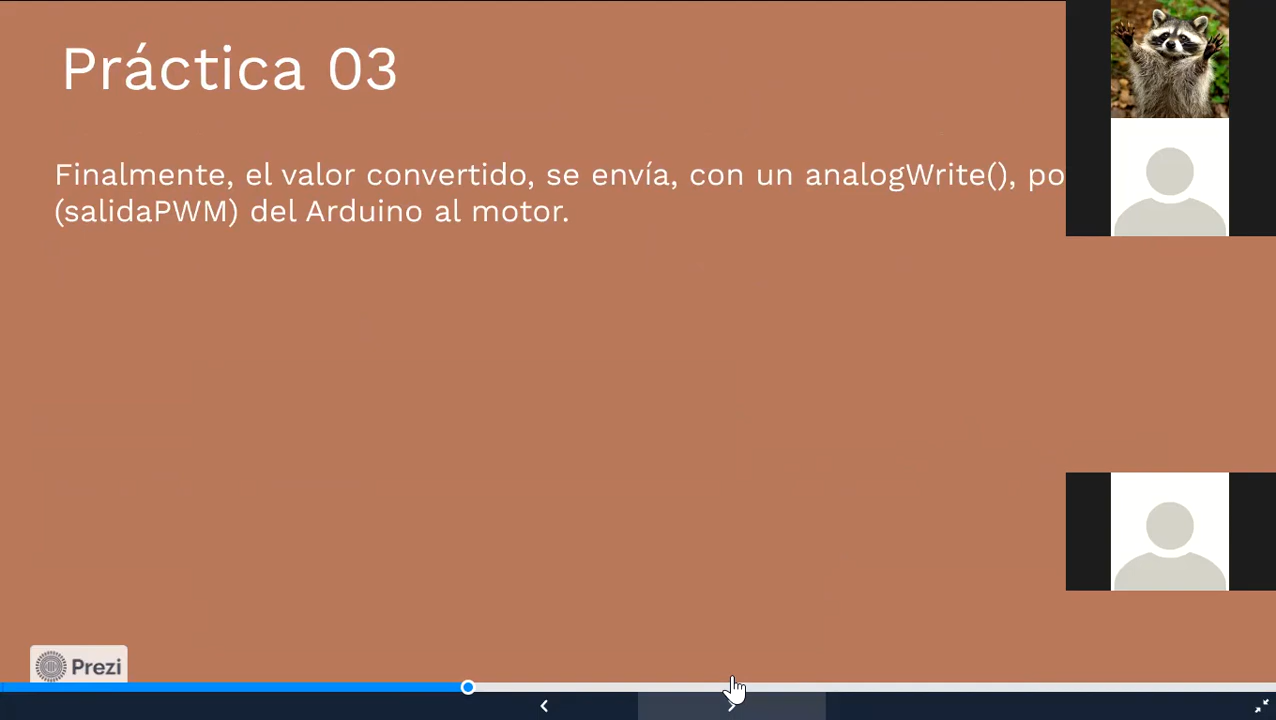 Práctica 03
Finalmente, el valor convertido, se envía, con un analogWrite(), po
(salidaPWM) del Arduino al motor.
Prezi